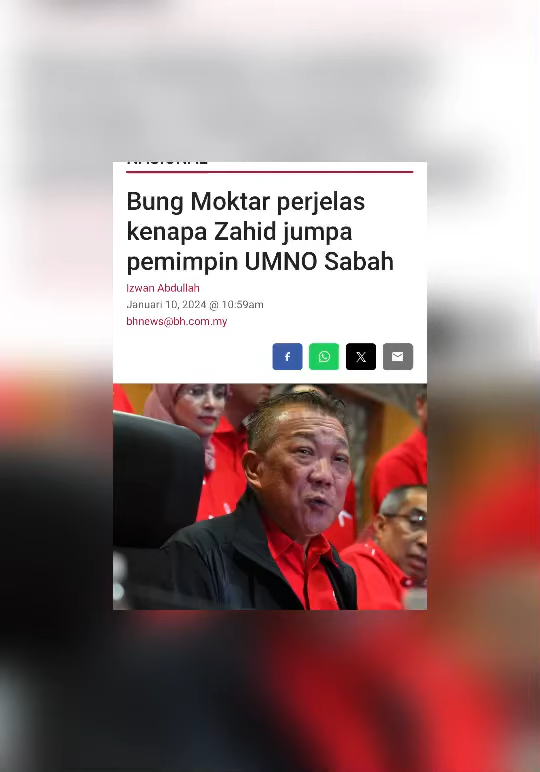 NASIONAL
Bung Moktar perjelas
kenapa Zahid jumpa
pemimpin UMNO Sabah
Izwan Abdullah
Januari 10, 2024 @ 10:59am
bhnews@bh.com.my